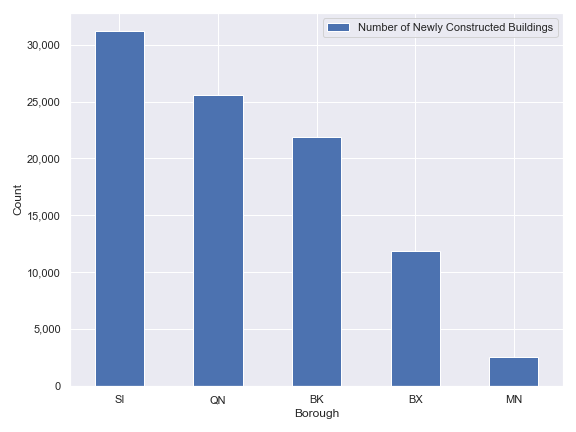 Number of Newly Constructed Buildings
30,000
25,000
20,000
15,000
10,000
5,000
0
Count
SI QN BK BX MN
Borough